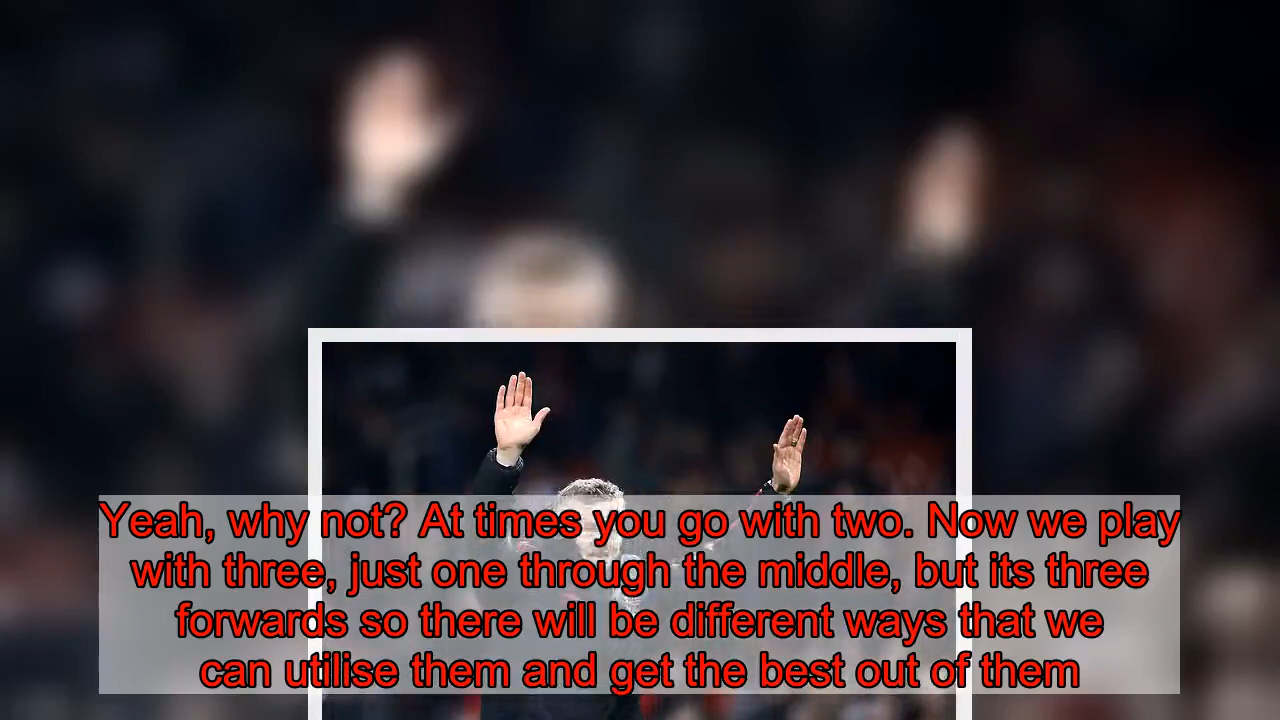 Yeah, why not? At times you go with two. Now we play
with three, just one through the middle, but its three
forwards so there will be different ways that we
can utilise them and get the best out of them